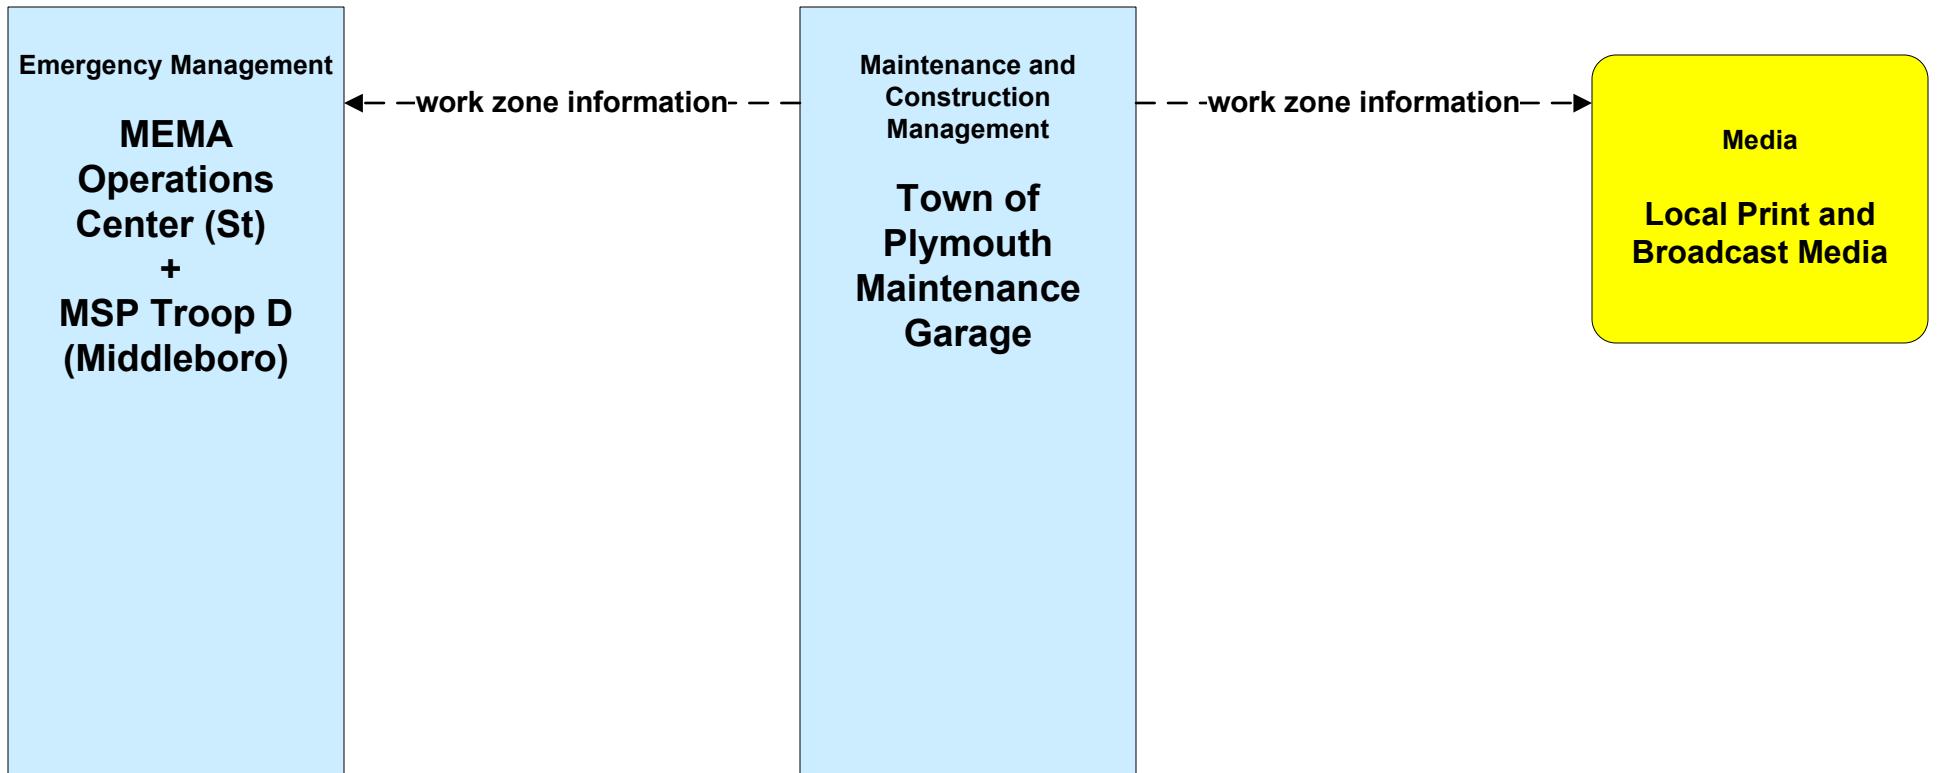 Emergency Management
MEMA
Operations
Center (St)
+
MSP Troop D
(Middleboro)
work zone information
Maintenance and
Construction
Management
Town of
Plymouth
Maintenance
Garage
work zone information
Media
Local Print and
Broadcast Media